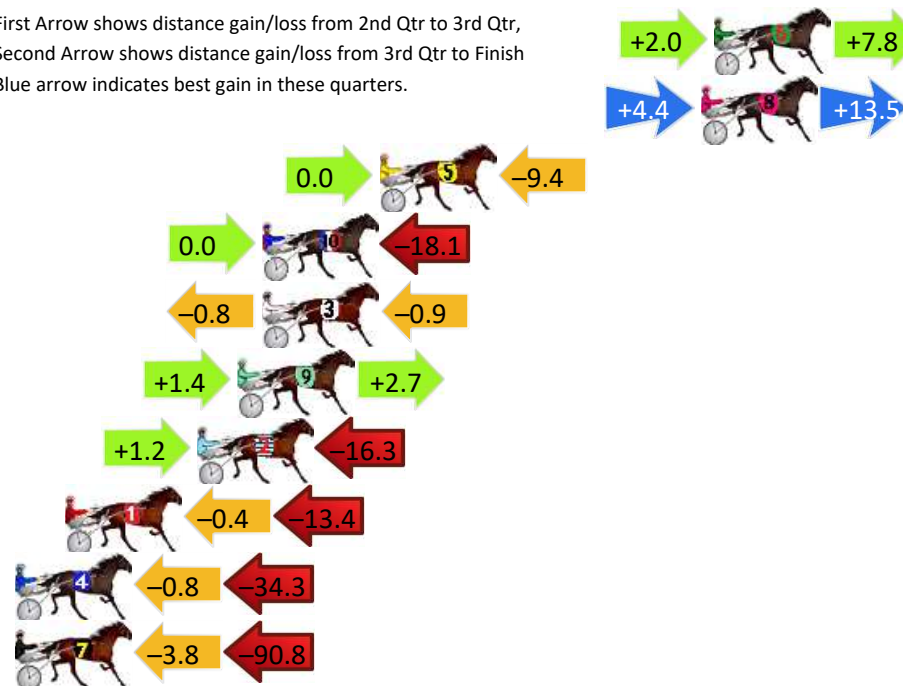 First Arrow shows distance gain/loss from 2nd Qtr to 3rd Qtr,
Second Arrow shows distance gain/loss from 3rd Qtr to Finish
Blue arrow indicates best gain in these quarters.
+2.0 +7.8
+4.4 8 +13.5
0.0 5 –9.4
0.0 10 –18.1
–0.8 3 –0.9
+1.4 9 +2.7
+1.2 –16.3
1 –0.4 –13.4
4 –0.8 –34.3
7 –3.8 –90.8